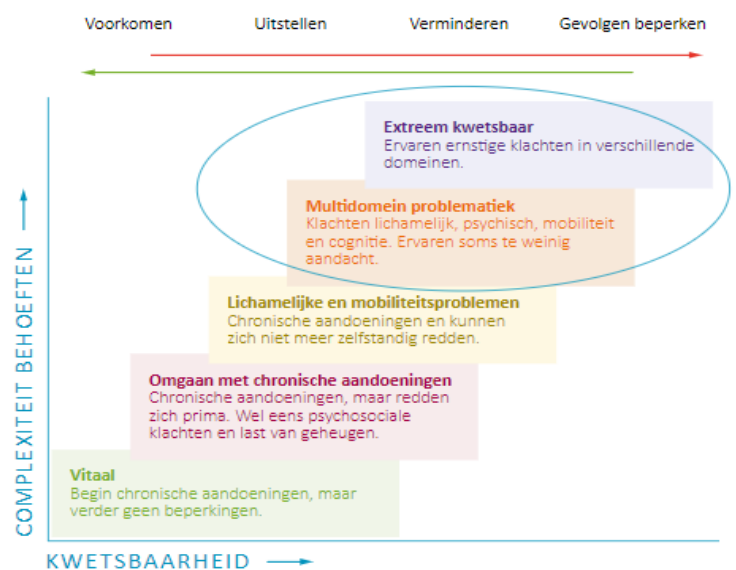 Voorkomen Uitstellen Verminderen Gevolgen beperken
Extreem kwetsbaar
Ervaren ernstige klachten in verschillende
domeinen.
Multidomein problematiek
Klachten lichamelijk, psychisch, mobiliteit
en cognitie. Ervaren soms te weinig
aandacht.
Lichamelijke en mobiliteitsproblemen
Chronische aandoeningen en kunnen
zich niet meer zelfstandig redden.
Omgaan met chronische aandoeningen
Chronische aandoeningen, maar redden
zich prima. Wel eens psychosociale
klachten en last van geheugen.
Vitaal
Begin chronische aandoeningen, maar
verder geen beperkingen.
COMPLEXITEIT BEHOEFTEN
KWETSBAARHEID